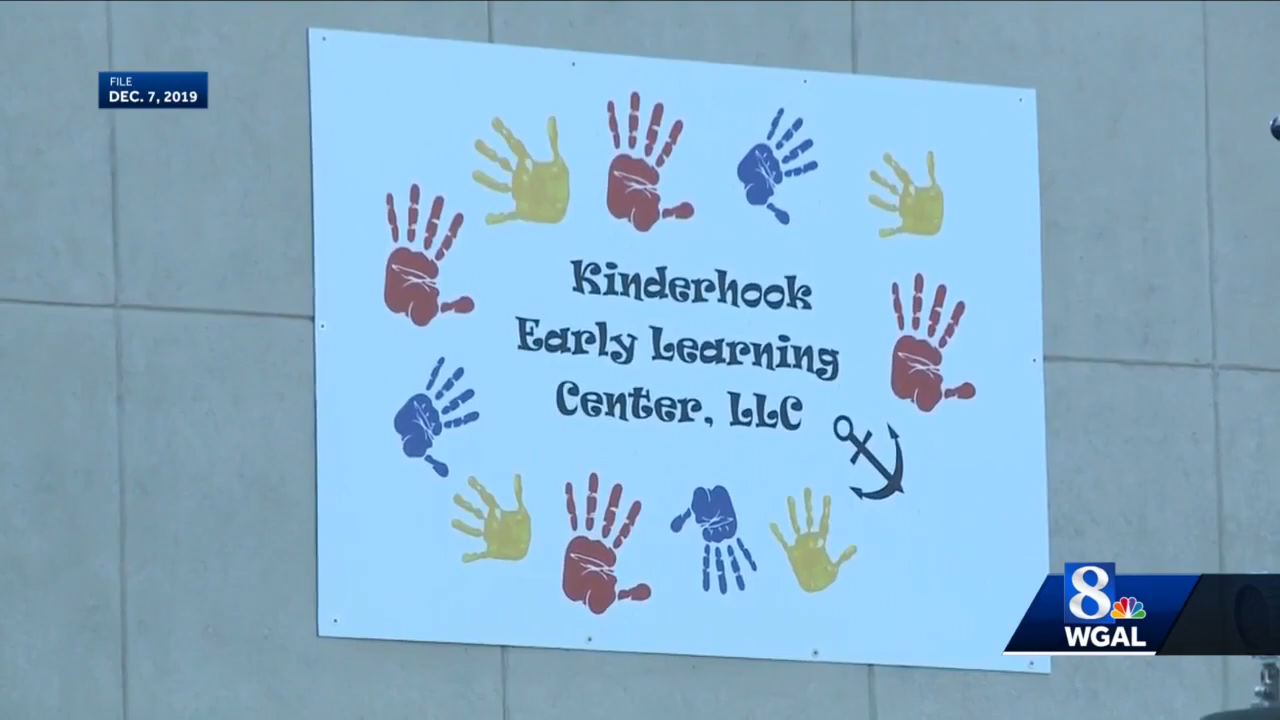 FILE
DEC. 7, 2019
Kinderhook
Early Learning
Center, LLC
8
WGAL